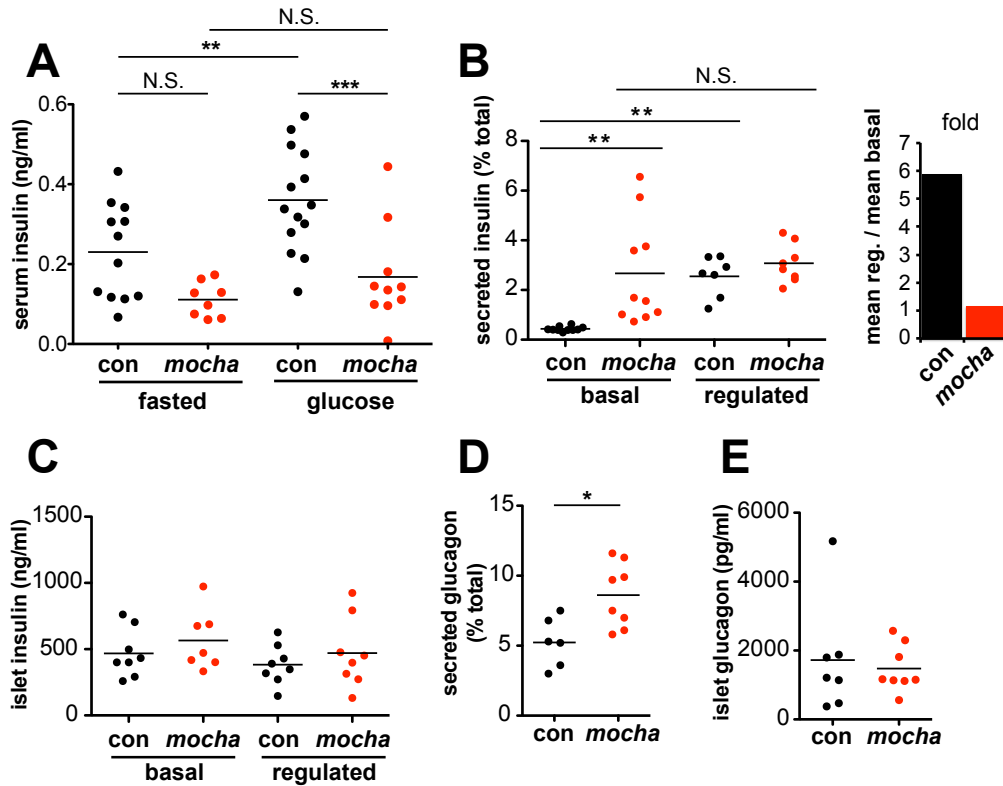 A
N.S.
**
N.S.
***
serum insulin (ng/ml)
0.6
0.4
0.2
0.0
con
mocha
con
mocha
fasted
glucose
B
N.S.
**
**
secreted insulin (% total)
8
6
4
2
0
con
mocha
con
mocha
basal
regulated
fold
mean reg. / mean basal
7
6
5
4
3
2
1
0
con
mocha
C
islet insulin (ng/ml)
1500
1000
500
0
con
mocha
con
mocha
basal
regulated
D
*
secreted glucagon
(% total)
15
10
5
0
con
mocha
E
islet glucagon (pg/ml)
6000
4000
2000
0
con
mocha